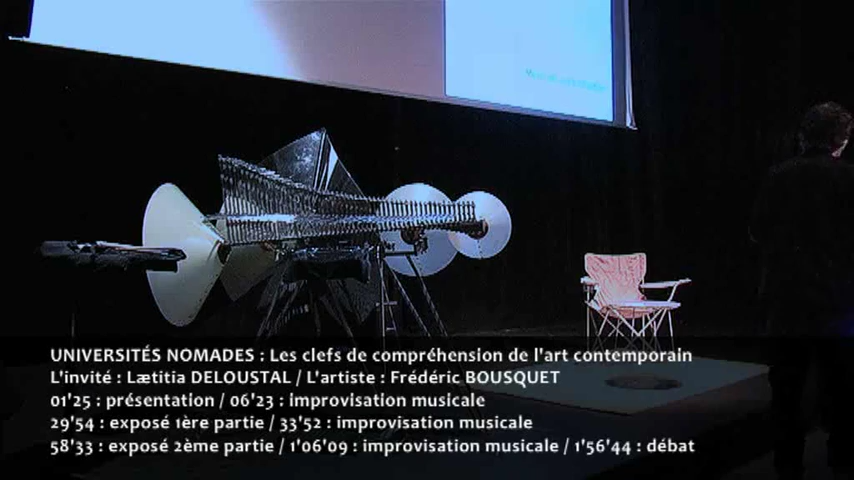 UNIVERSITÉS NOMADES : Les clefs de compréhension de l'art contemporain
L'invité : Lætitia DELOUSTAL / L'artiste : Frédéric BOUSQUET
01'25 : présentation / 06'23 : improvisation musicale
29'54 : exposé 1ère partie / 33'52 : improvisation musicale
58'33 : exposé 2ème partie / 1'06'09 : improvisation musicale / 1'56'44 : débat